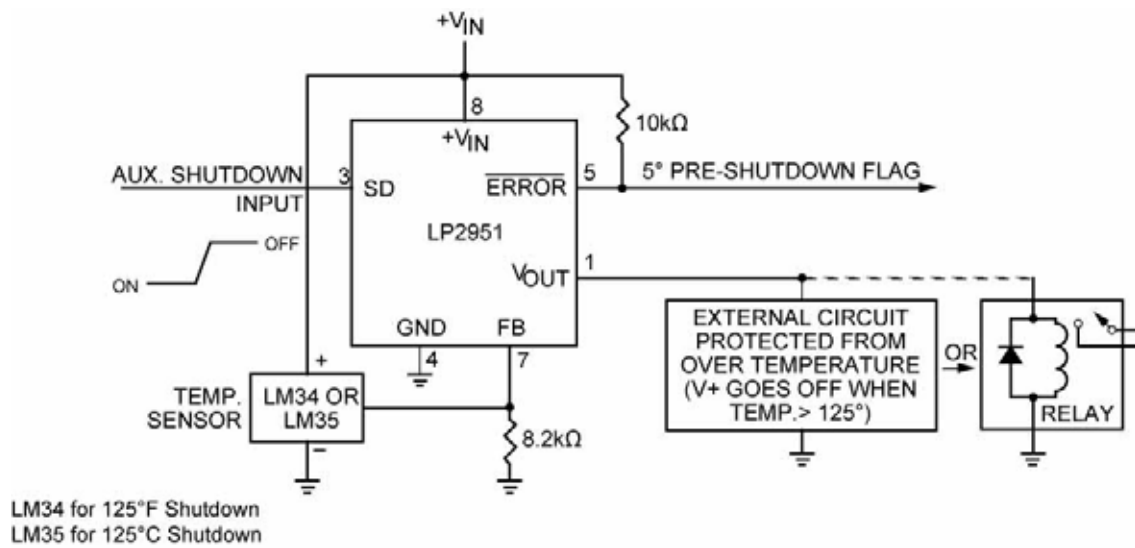 +VIN
8
+VIN
10kΩ
AUX. SHUTDOWN
INPUT
3
SD
ERROR
5
5° PRE-SHUTDOWN FLAG
LP2951
OFF
ON
VOUT
1
GND
FB
4
7
+
TEMP.
SENSOR
LM34 OR
LM35
–
8.2kΩ
EXTERNAL CIRCUIT
PROTECTED FROM
OVER TEMPERATURE
(V+ GOES OFF WHEN
TEMP.> 125°)
OR
RELAY
LM34 for 125°F Shutdown
LM35 for 125°C Shutdown